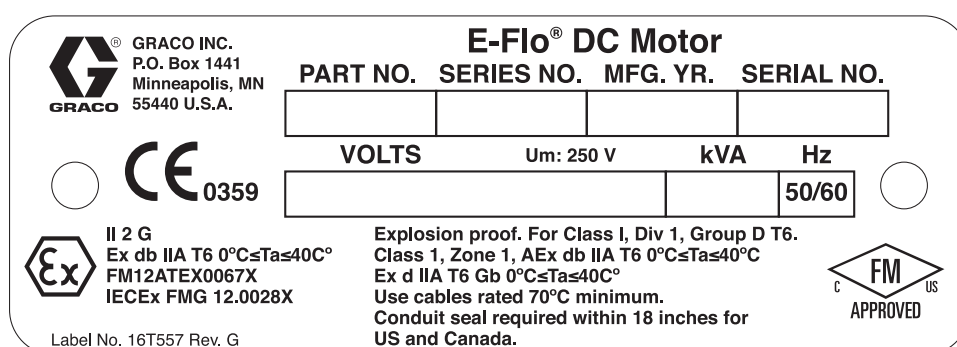 ® GRACO INC.
P.O. Box 1441
Minneapolis, MN
55440 U.S.A.
GRACO
E-Flo® DC Motor
PART NO. SERIES NO. MFG. YR. SERIAL NO.
VOLTS Um: 250 V kVA Hz
50/60
CE 0359
Ex
II 2 G
Ex db IIA T6 0°C≤Ta≤40C°
FM12ATEX0067X
IECEx FMG 12.0028X
Label No. 16T557 Rev. G
Explosion proof. For Class I, Div 1, Group D T6.
Class 1, Zone 1, AEx db IIA T6 0°C≤Ta≤40°C
Ex d IIA T6 Gb 0°C≤Ta≤40C°
Use cables rated 70°C minimum.
Conduit seal required within 18 inches for
US and Canada.
C FM US
APPROVED